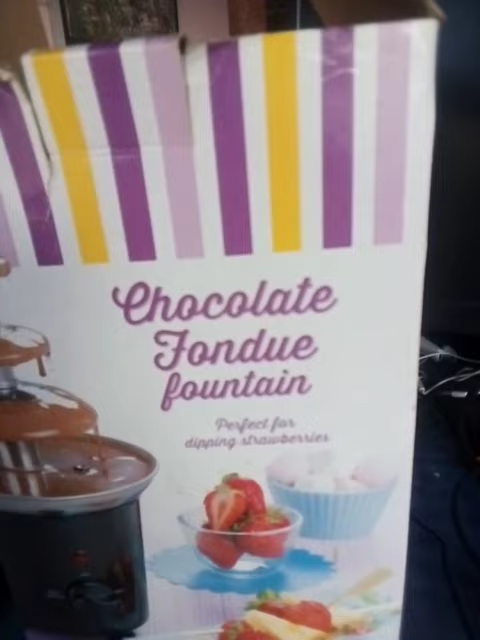 Chocolate
Fondue
fountain
Perfect for
dipping strawberries